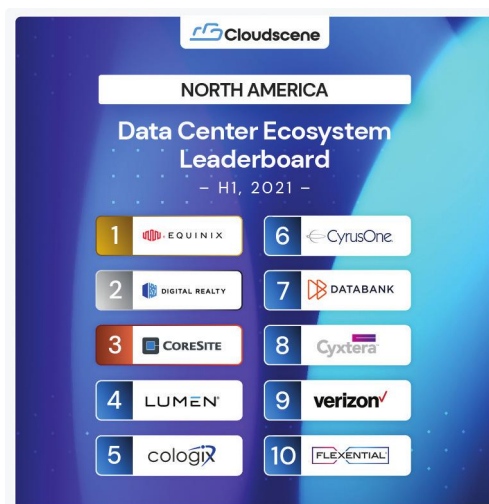 Cloudscene
NORTH AMERICA
Data Center Ecosystem
Leaderboard
– H1, 2021 –
1 EQUINIX
2 DIGITAL REALTY
3 CORESITE
4 LUMEN®
5 cologix
6 CyrusOne.
7 DATABANK
8 Cyxtera
9 verizon✓
10 FLEXENTIAL